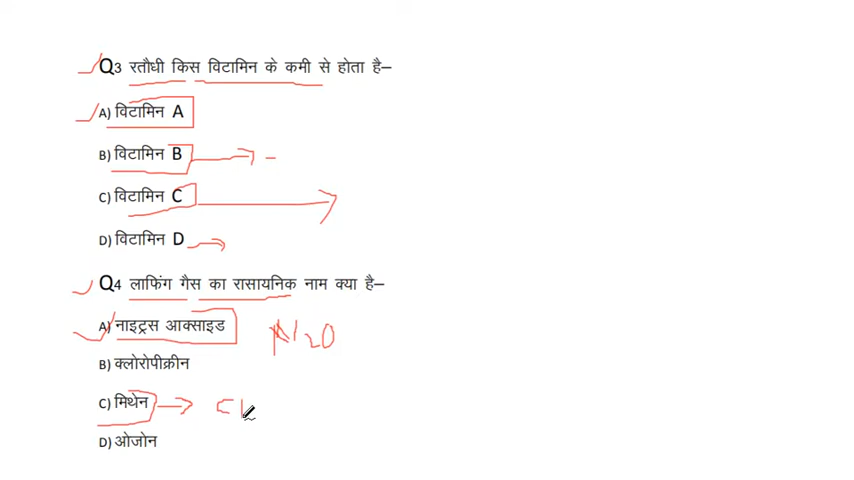 Q3 रतौधी किस विटामिन के कमी से होता है–
A) विटामिन A
B) विटामिन B
C) विटामिन C
D) विटामिन D
Q4 लाफिंग गैस का रासायनिक नाम क्या है–
A) नाइट्रस आक्साइड N2O
B) क्लोरोपीक्रीन
C) मिथेन → C
D) ओजोन